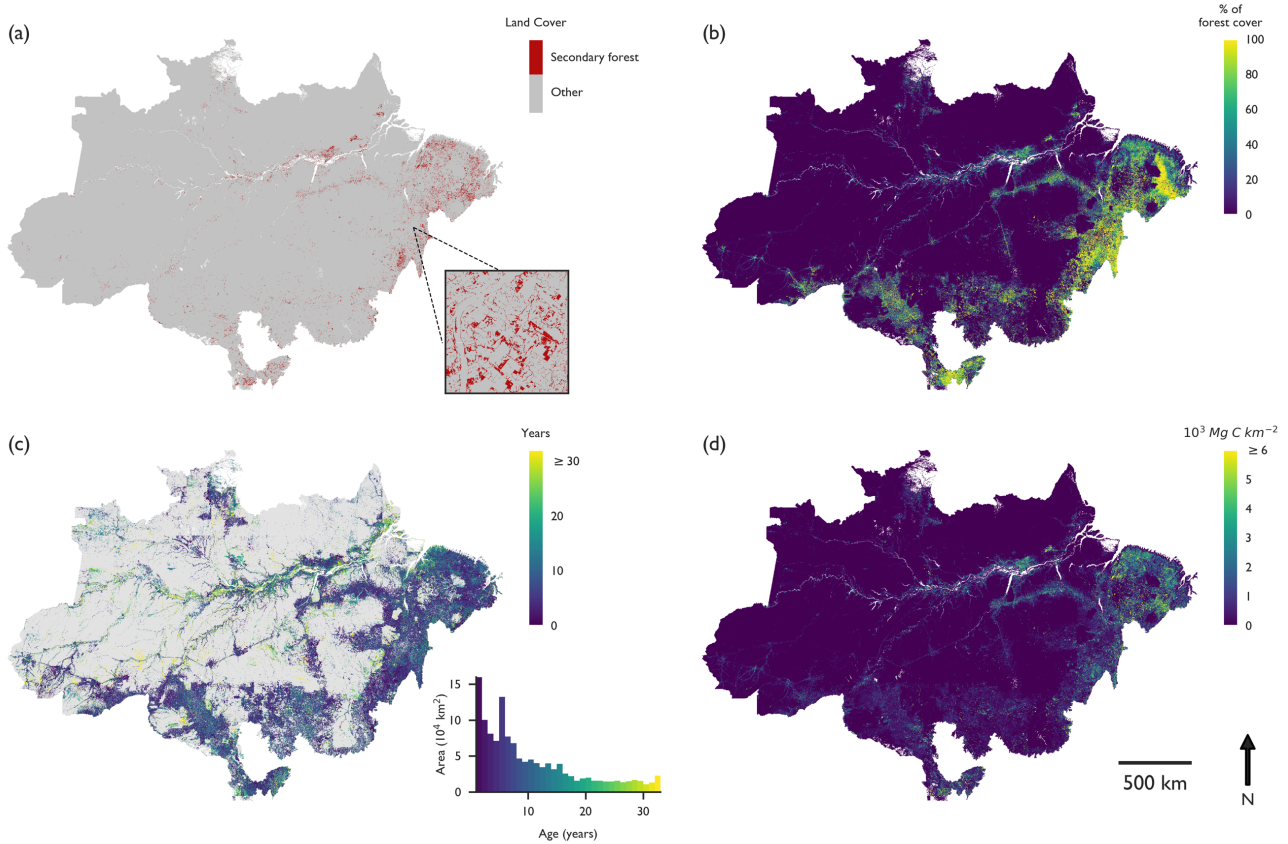 (a)
Land Cover
Secondary forest
Other
(b)
% of
forest cover
100
80
60
40
20
0
(c)
Years
≥ 30
20
10
0
15
10
5
0
Area (10⁴ km²)
10
20
30
Age (years)
(d)
10³ Mg C km⁻²
≥ 6
5
4
3
2
1
0
500 km
N